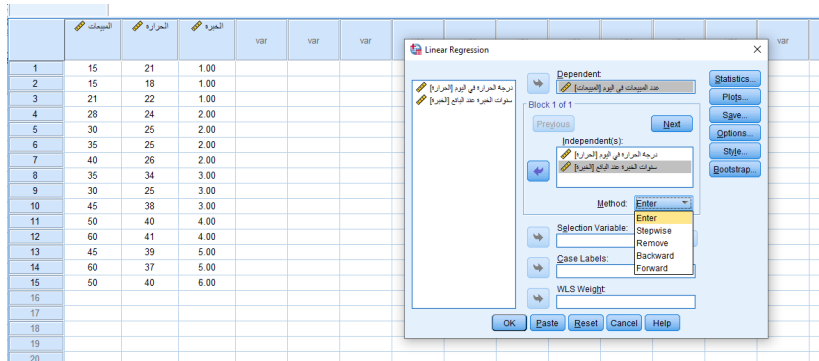 المبيعات الحراره الخبره var var var var
1 15 21 1.00
2 15 18 1.00
3 21 22 1.00
4 28 24 2.00
5 30 25 2.00
6 35 25 2.00
7 40 26 2.00
8 35 34 3.00
9 30 25 3.00
10 45 38 3.00
11 50 40 4.00
12 60 41 4.00
13 45 39 5.00
14 60 37 5.00
15 50 40 6.00
16
17
18
19
20
Linear Regression
درجة الحراره في اليوم [الحراره]
سنوات الخبره عند البائع [الخبره]
Dependent:
عدد المبيعات في اليوم [المبيعات]
Block 1 of 1
Previous Next
Independent(s):
درجة الحراره في اليوم [الحراره]
سنوات الخبره عند البائع [الخبره]
Method: Enter
Enter
Stepwise
Remove
Backward
Forward
Selection Variable:
Case Labels:
WLS Weight:
Statistics...
Plots...
Save...
Options...
Style...
Bootstrap...
OK Paste Reset Cancel Help